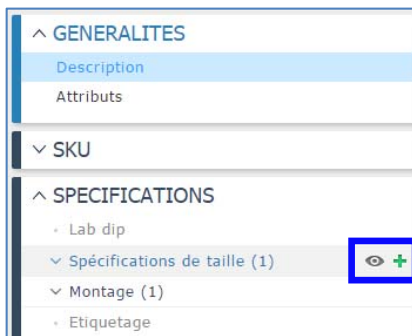 GENERALITES
Description
Attributs
SKU
SPECIFICATIONS
Lab dip
Spécifications de taille (1)
Montage (1)
Etiquetage